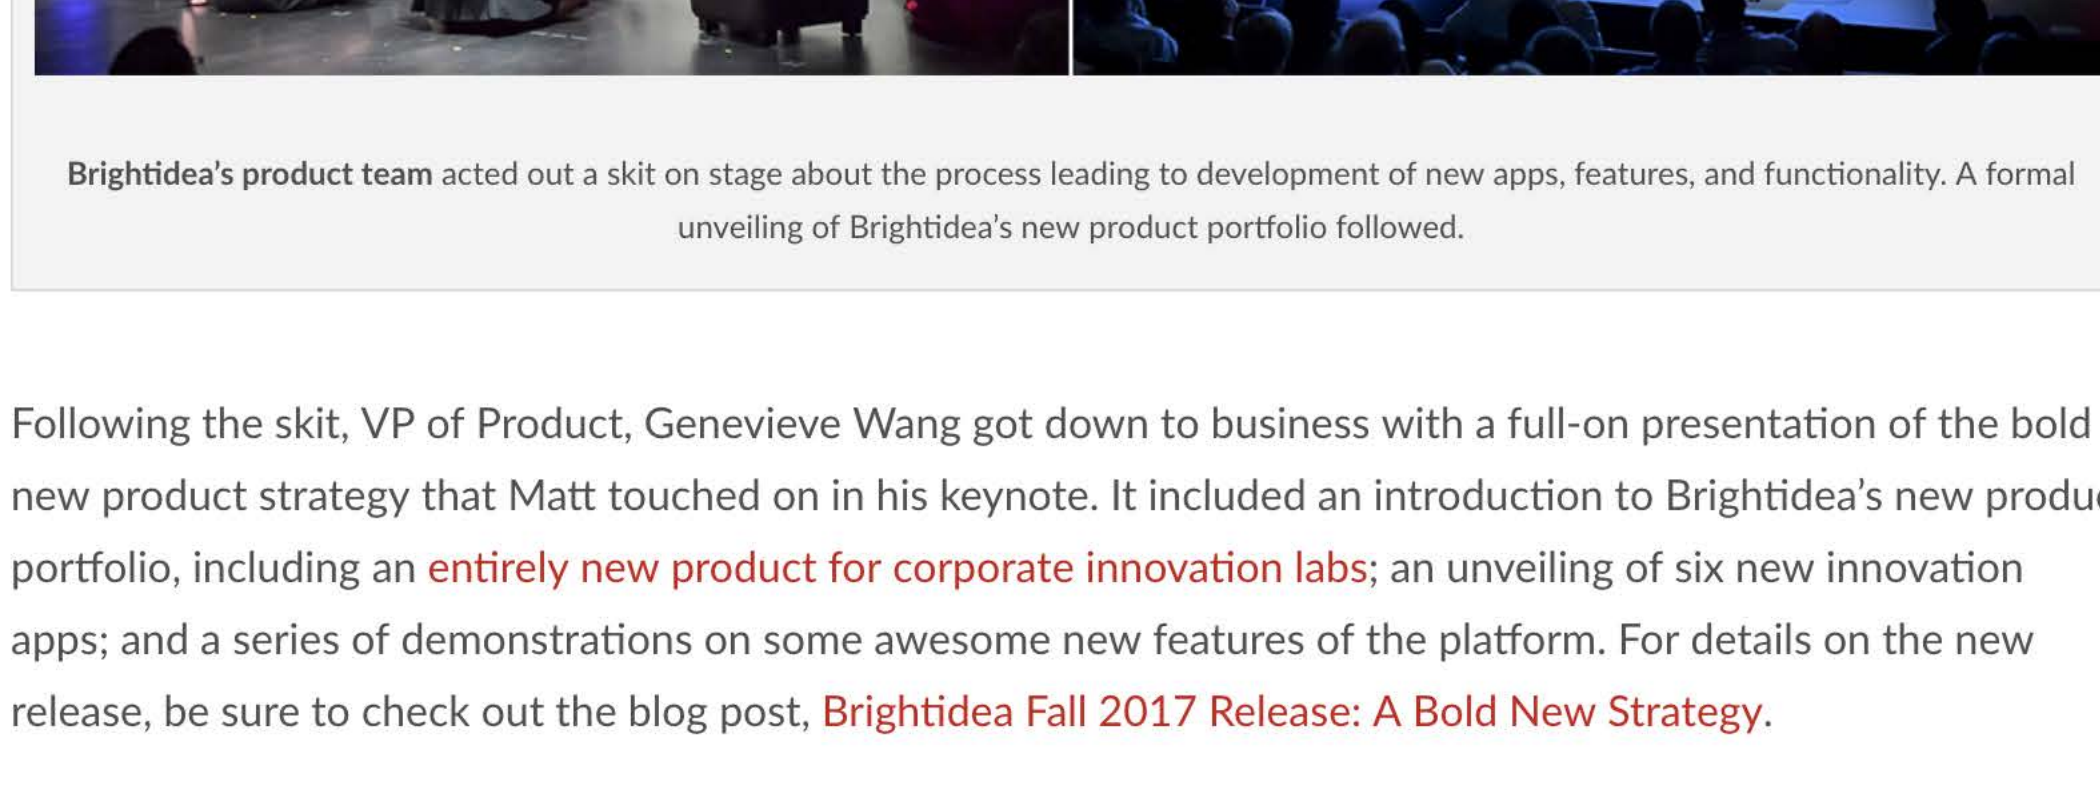 Brightidea’s product team acted out a skit on stage about the process leading to development of new apps, features, and functionality. A formal
unveiling of Brightidea’s new product portfolio followed.
Following the skit, VP of Product, Genevieve Wang got down to business with a full-on presentation of the bold
new product strategy that Matt touched on in his keynote. It included an introduction to Brightidea’s new
portfolio, including an entirely new product for corporate innovation labs; an unveiling of six new innovation
apps; and a series of demonstrations on some awesome new features of the platform. For details on the new
release, be sure to check out the blog post, Brightidea Fall 2017 Release: A Bold New Strategy.